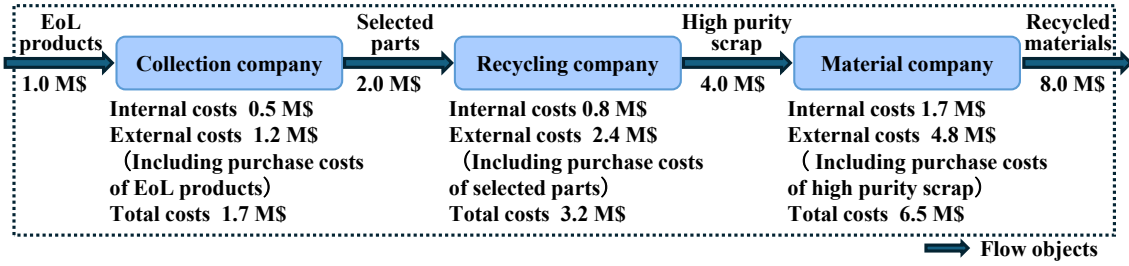 EoL
products
1.0 M$
Collection company
Selected
parts
2.0 M$
Recycling company
High purity
scrap
4.0 M$
Material company
Recycled
materials
8.0 M$
Internal costs  0.5 M$
External costs  1.2 M$
（Including purchase costs
of EoL products）
Total costs  1.7 M$
Internal costs  0.8 M$
External costs  2.4 M$
（Including purchase costs
of selected parts）
Total costs  3.2 M$
Internal costs  1.7 M$
External costs  4.8 M$
（ Including purchase costs
of high purity scrap）
Total costs  6.5 M$
Flow objects